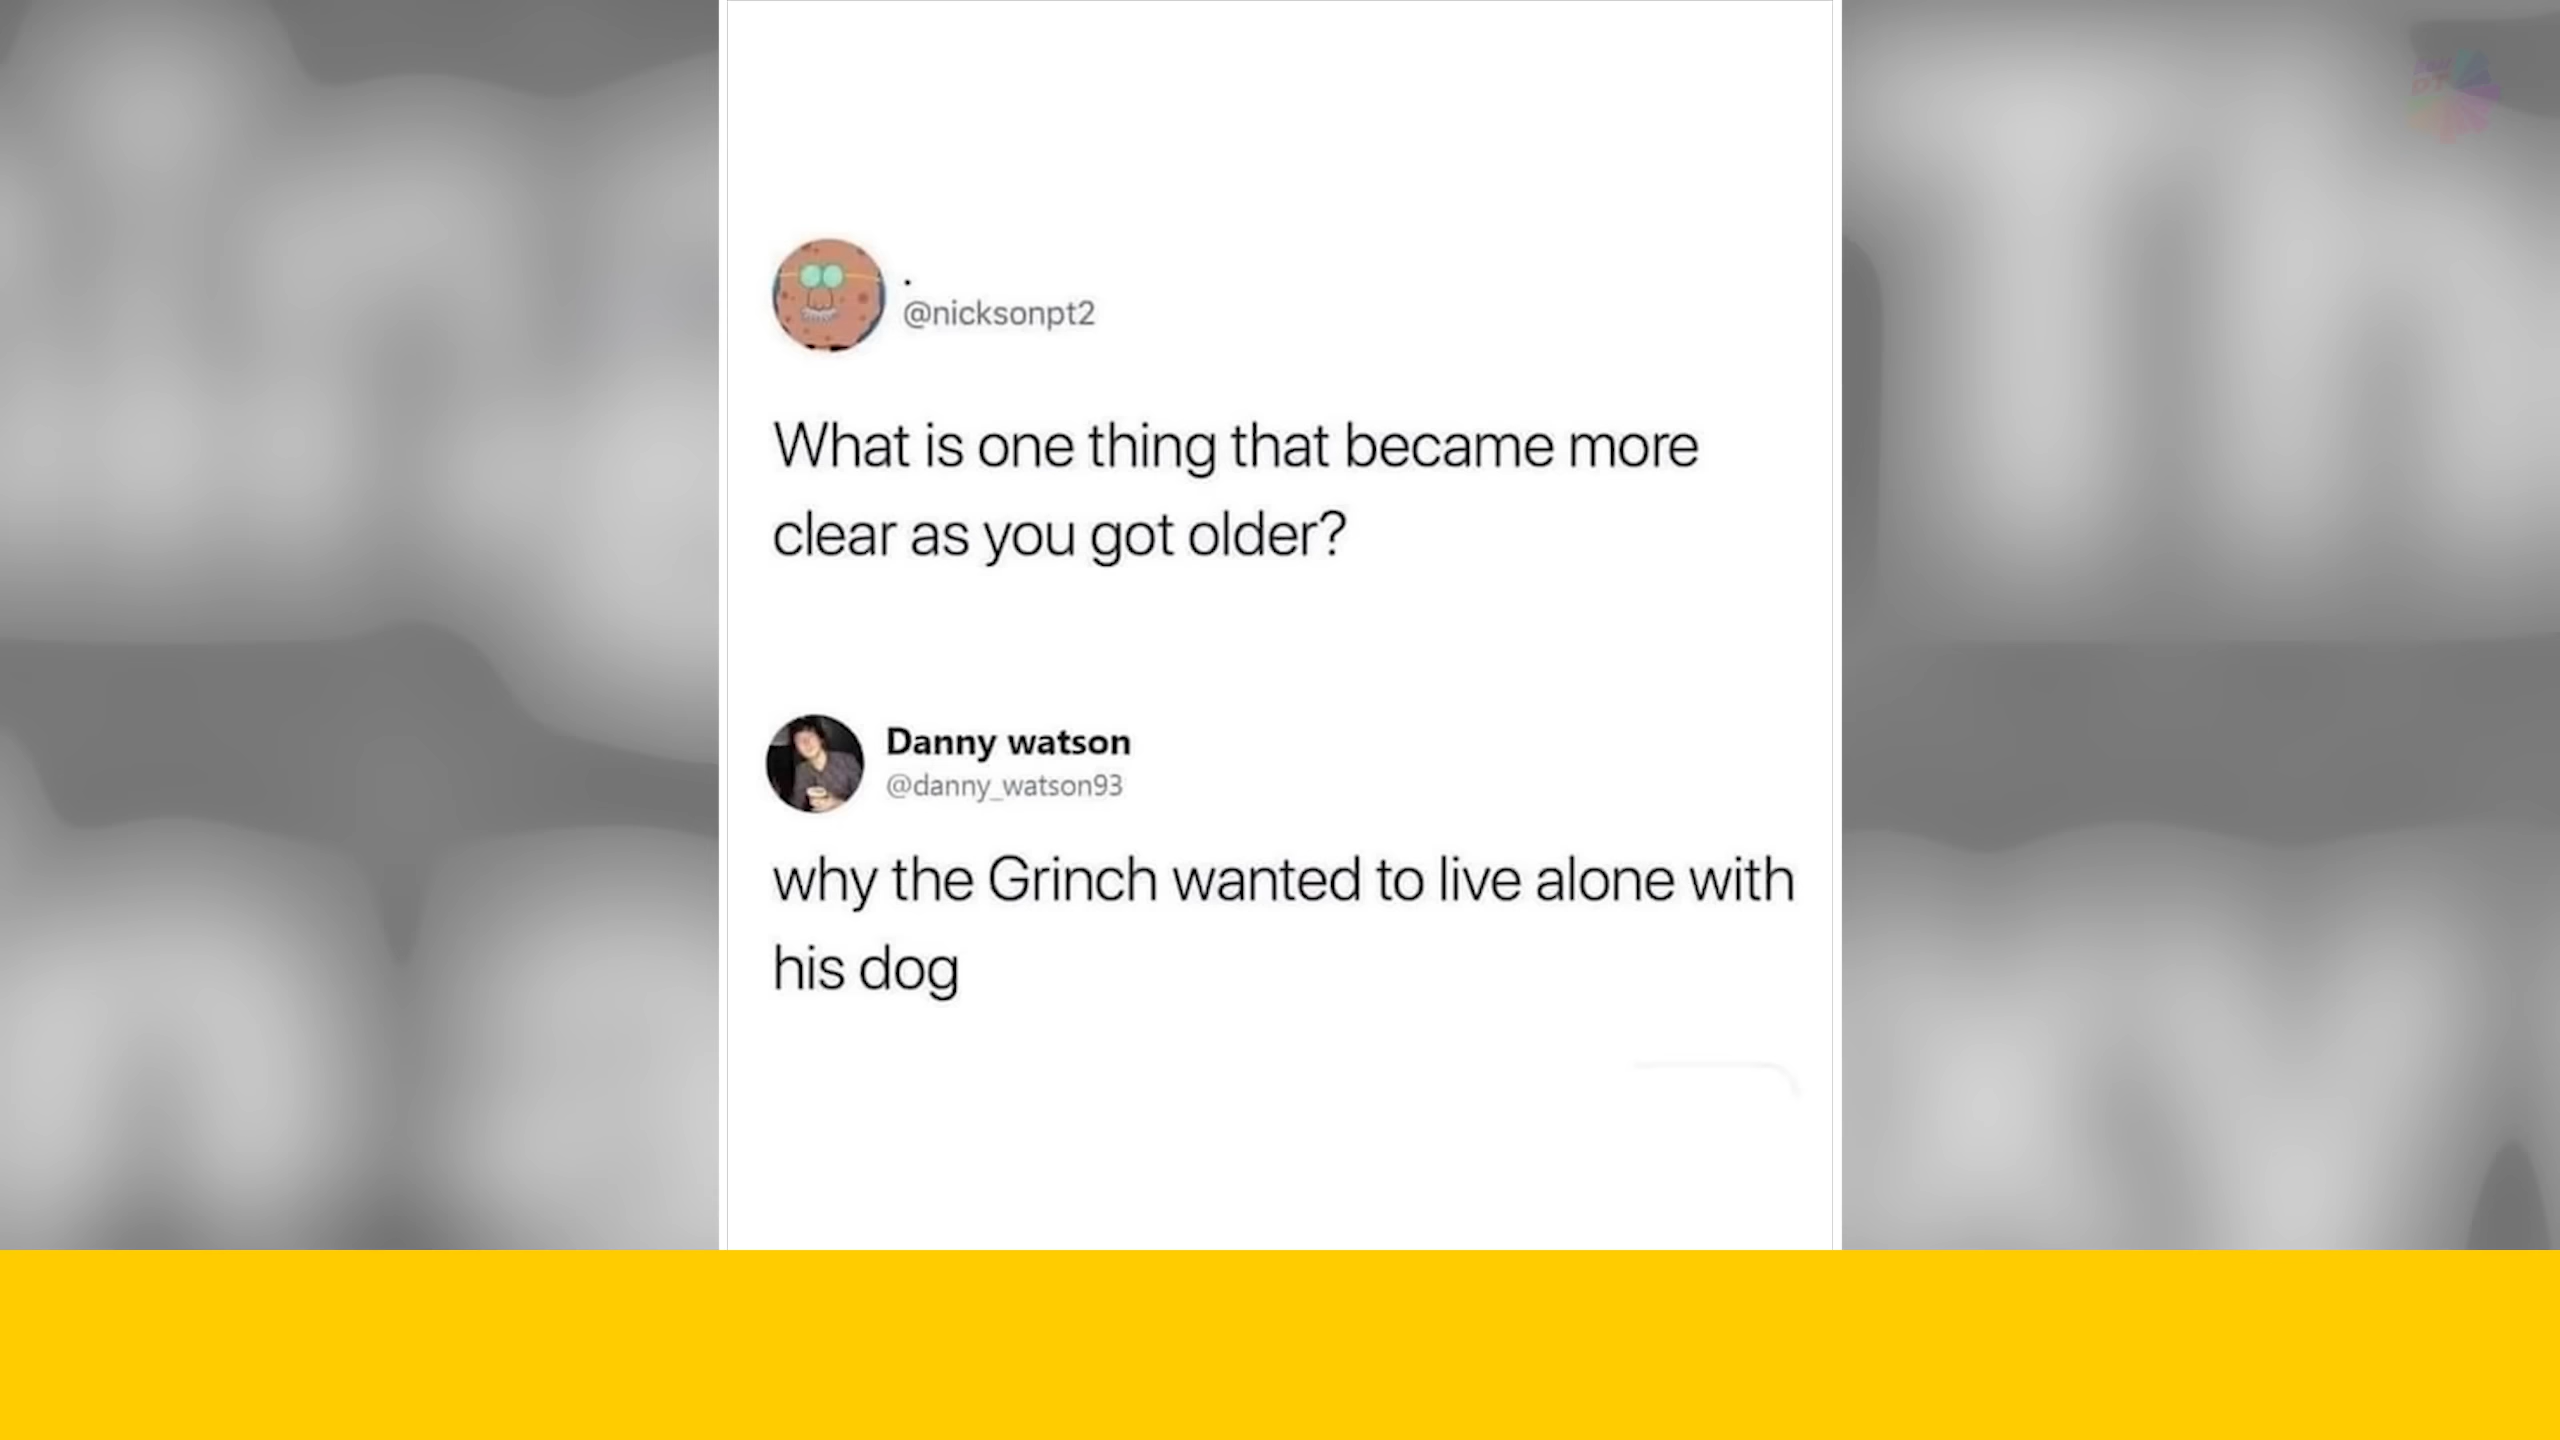 .
@nicksonpt2
What is one thing that became more
clear as you got older?
Danny watson
@danny_watson93
why the Grinch wanted to live alone with
his dog